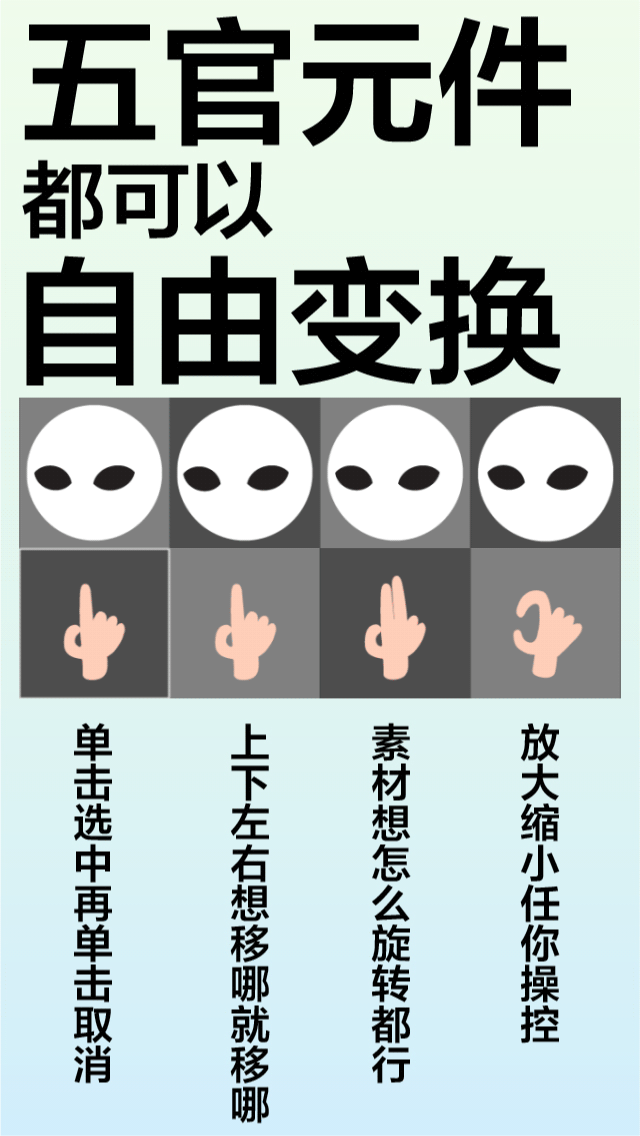 五官元件
都可以
自由变换
单击选中再单击取消
上下左右想移哪就移哪
素材想怎么旋转都行
放大缩小任你操控